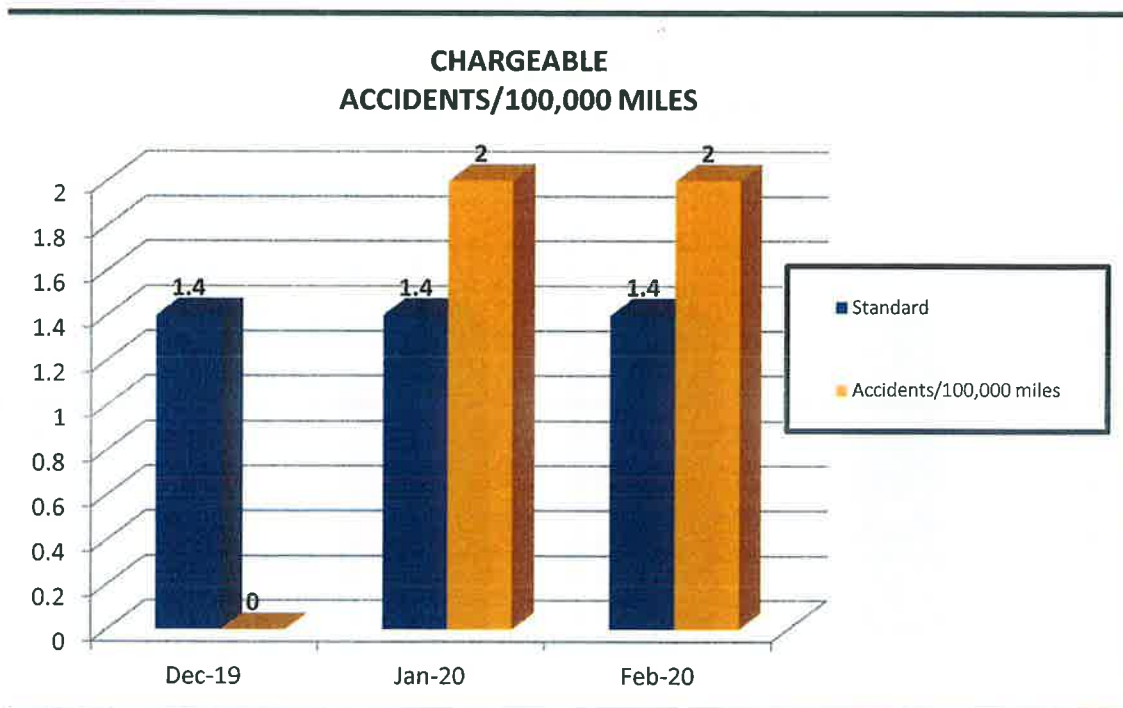 CHARGEABLE
ACCIDENTS/100,000 MILES
2
1.8
1.6
1.4
1.2
1
0.8
0.6
0.4
0.2
0
1.4
0
1.4
2
1.4
2
Dec-19
Jan-20
Feb-20
Standard
Accidents/100,000 miles